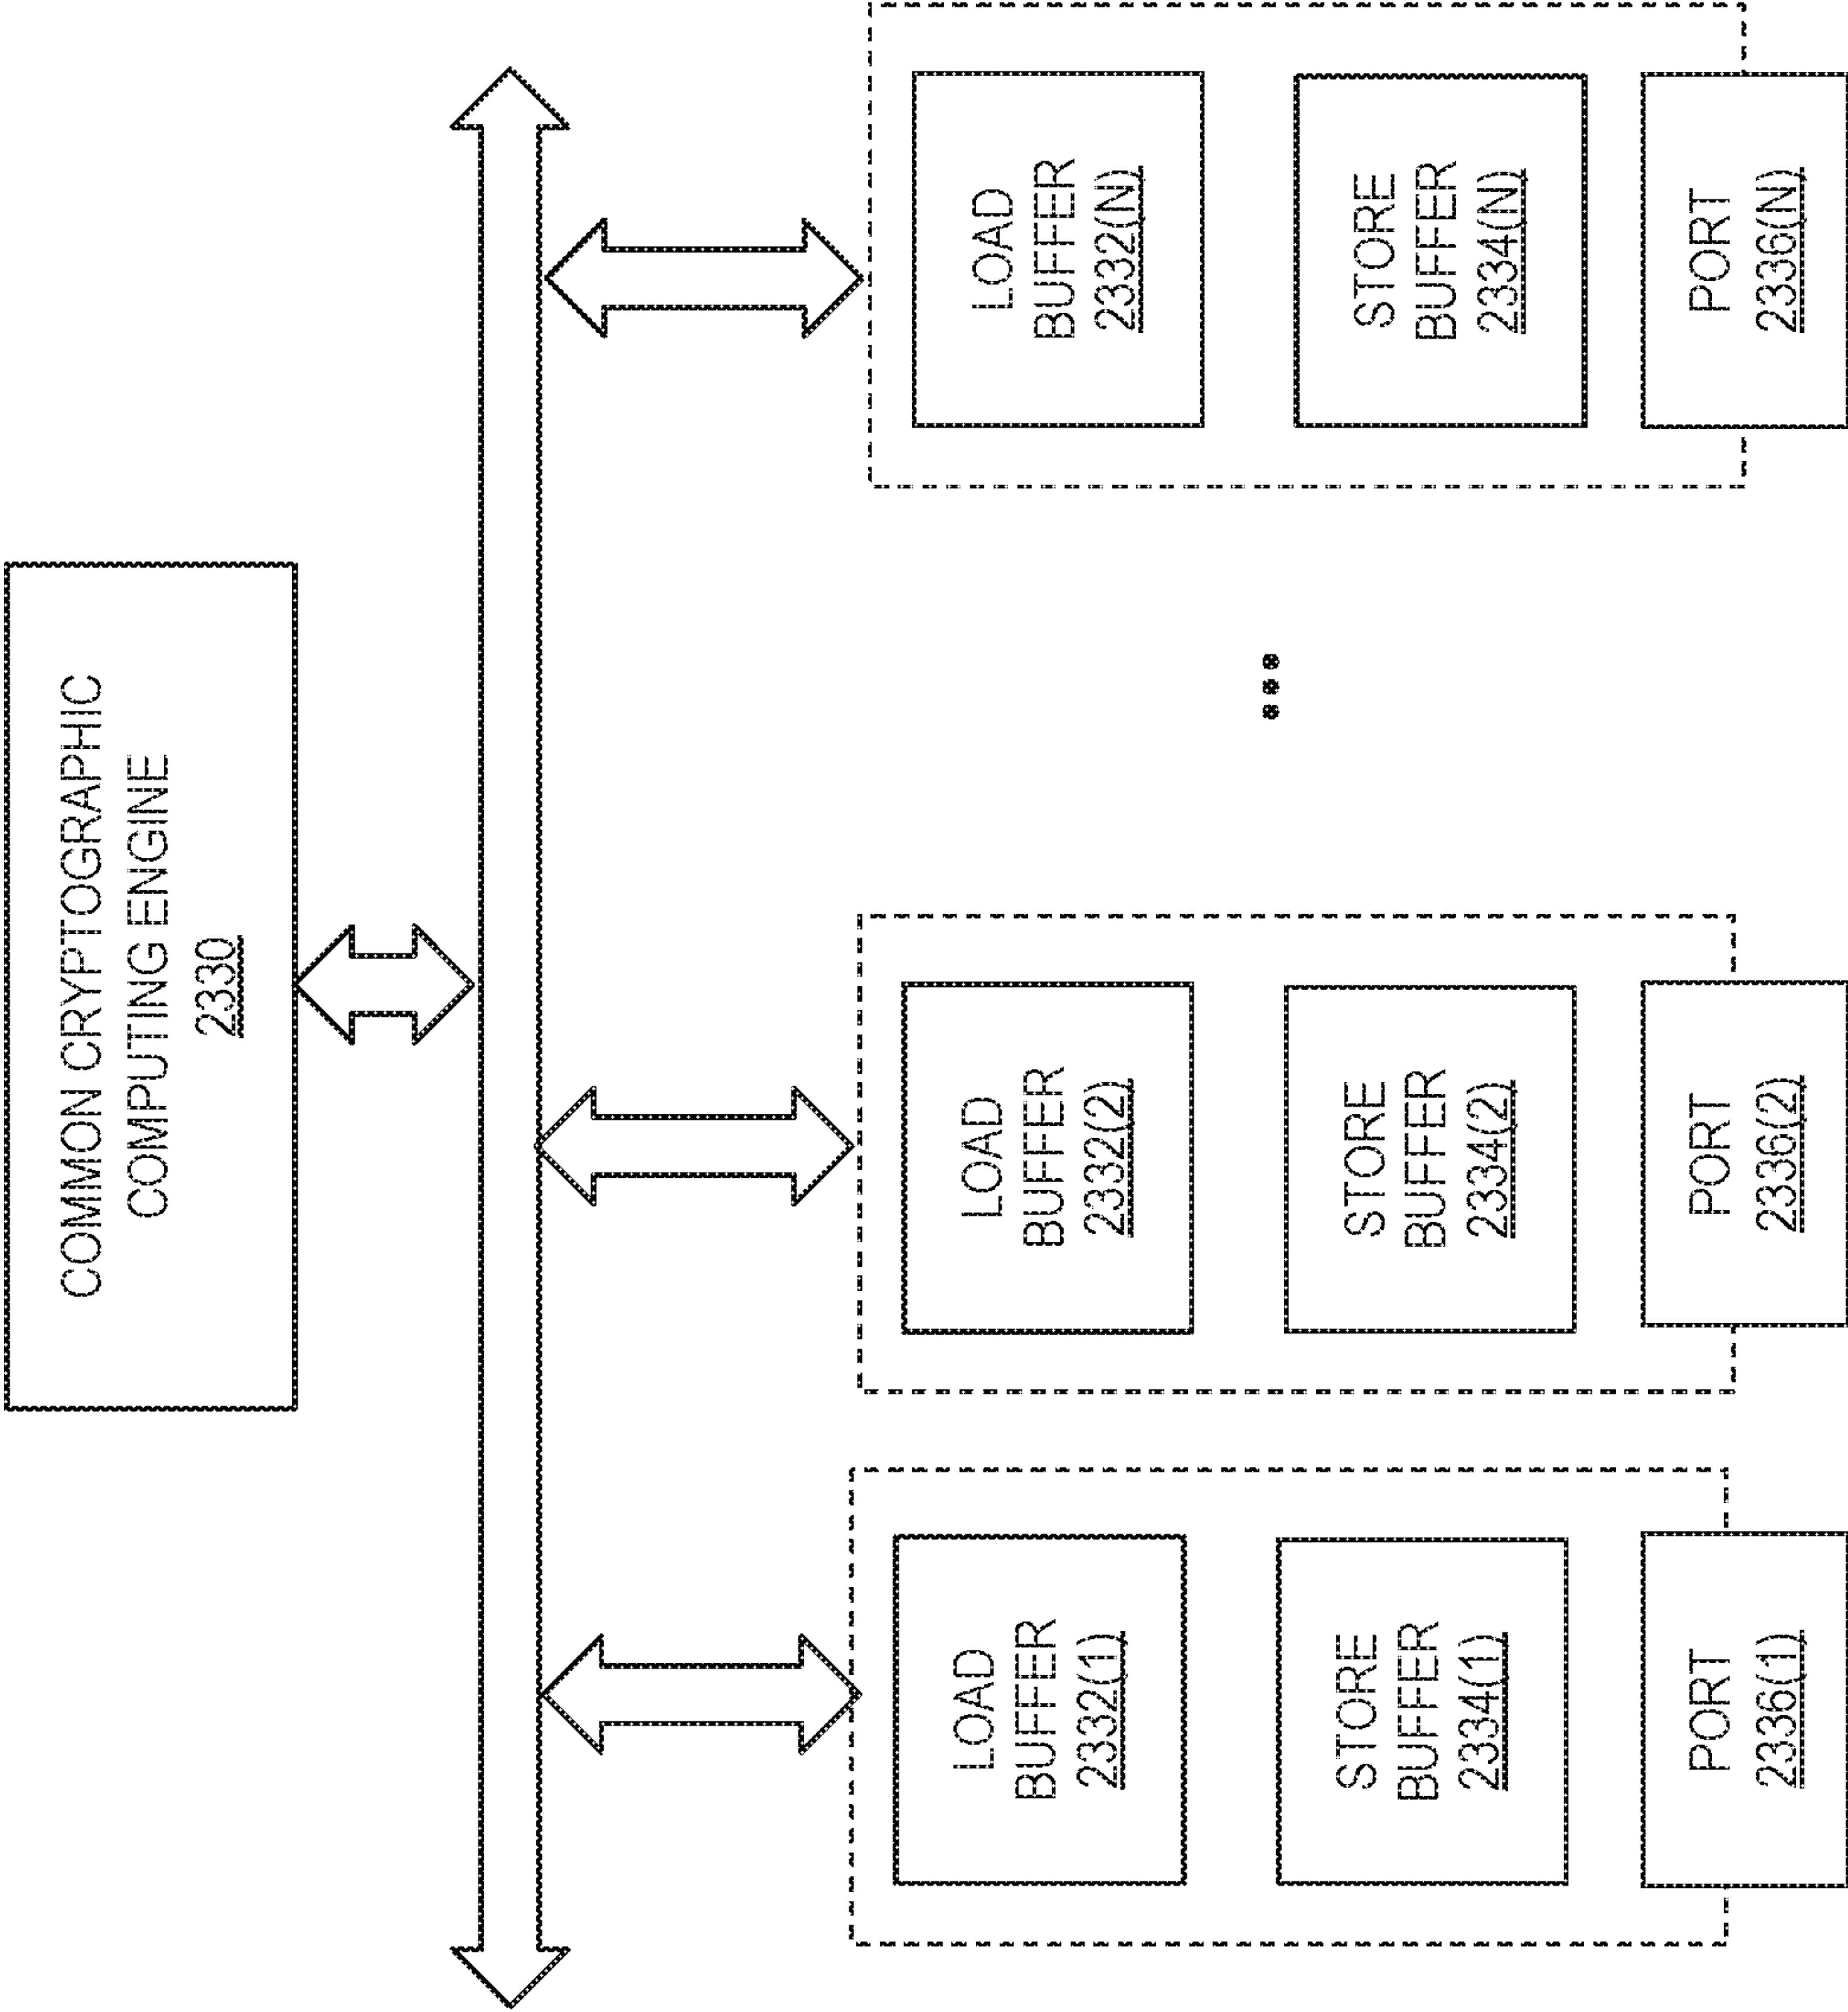 COMMON CRYPTOGRAPHIC
COMPUTING ENGINE
2330
LOAD
BUFFER
2332(1)
STORE
BUFFER
2334(1)
PORT
2336(1)
LOAD
BUFFER
2332(2)
STORE
BUFFER
2334(2)
PORT
2336(2)
LOAD
BUFFER
2332(N)
STORE
BUFFER
2334(N)
PORT
2336(N)